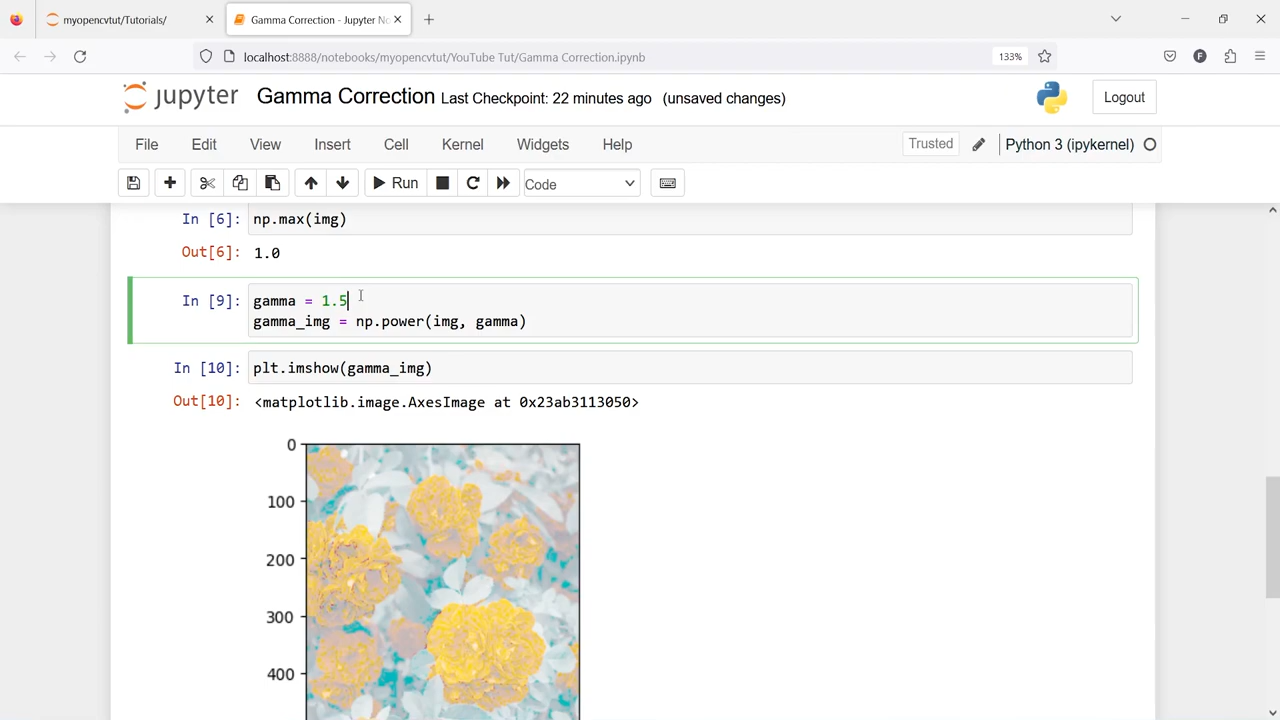 myopencvtut/Tutorials/
Gamma Correction - Jupyter No
localhost:8888/notebooks/myopencvtut/YouTube Tut/Gamma Correction.ipynb
133%
F
jupyter
Gamma Correction Last Checkpoint: 22 minutes ago (unsaved changes)
Logout
File Edit View Insert Cell Kernel Widgets Help
Trusted
Python 3 (ipykernel)
Run
Code
In [6]: np.max(img)
Out[6]: 1.0
In [9]: gamma = 1.5
gamma_img = np.power(img, gamma)
In [10]: plt.imshow(gamma_img)
Out[10]: <matplotlib.image.AxesImage at 0x23ab3113050>
0
100
200
300
400